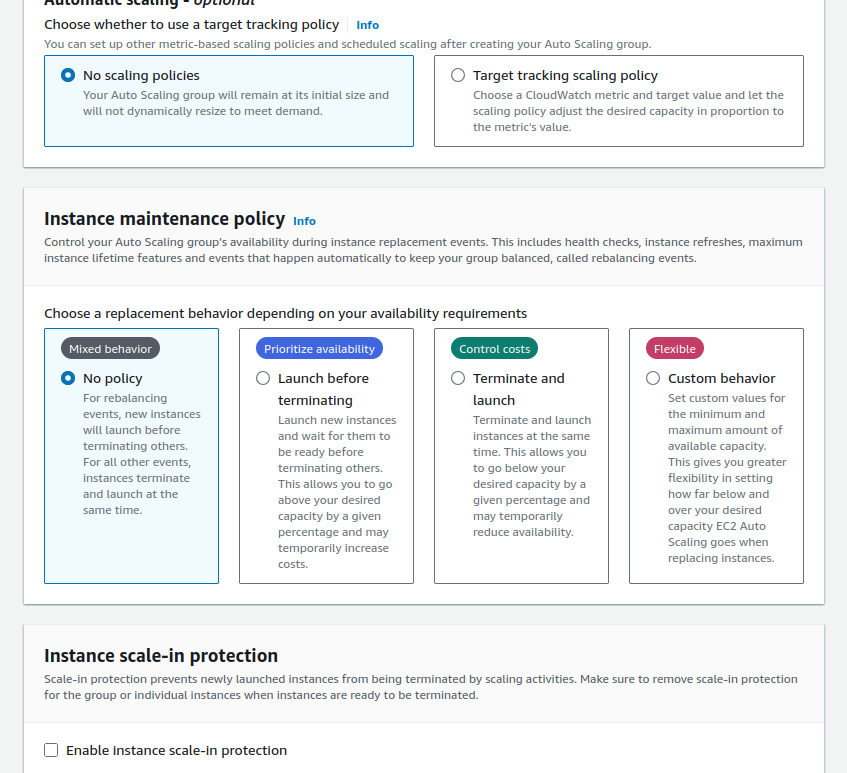 Automatic scaling - optional
Choose whether to use a target tracking policy Info
You can set up other metric-based scaling policies and scheduled scaling after creating your Auto Scaling group.
No scaling policies
Your Auto Scaling group will remain at its initial size and
will not dynamically resize to meet demand.
Target tracking scaling policy
Choose a CloudWatch metric and target value and let the
scaling policy adjust the desired capacity in proportion to
the metric's value.
Instance maintenance policy Info
Control your Auto Scaling group's availability during instance replacement events. This includes health checks, instance refreshes, maximum
instance lifetime features and events that happen automatically to keep your group balanced, called rebalancing events.
Choose a replacement behavior depending on your availability requirements
Mixed behavior
No policy
For rebalancing
events, new instances
will launch before
terminating others.
For all other events,
instances terminate
and launch at the
same time.
Prioritize availability
Launch before
terminating
Launch new instances
and wait for them to
be ready before
terminating others.
This allows you to go
above your desired
capacity by a given
percentage and may
temporarily increase
costs.
Control costs
Terminate and
launch
Terminate and launch
instances at the same
time. This allows you
to go below your
desired capacity by a
given percentage and
may temporarily
reduce availability.
Flexible
Custom behavior
Set custom values for
the minimum and
maximum amount of
available capacity.
This gives you greater
flexibility in setting
how far below and
over your desired
capacity EC2 Auto
Scaling goes when
replacing instances.
Instance scale-in protection
Scale-in protection prevents newly launched instances from being terminated by scaling activities. Make sure to remove scale-in protection
for the group or individual instances when instances are ready to be terminated.
Enable instance scale-in protection